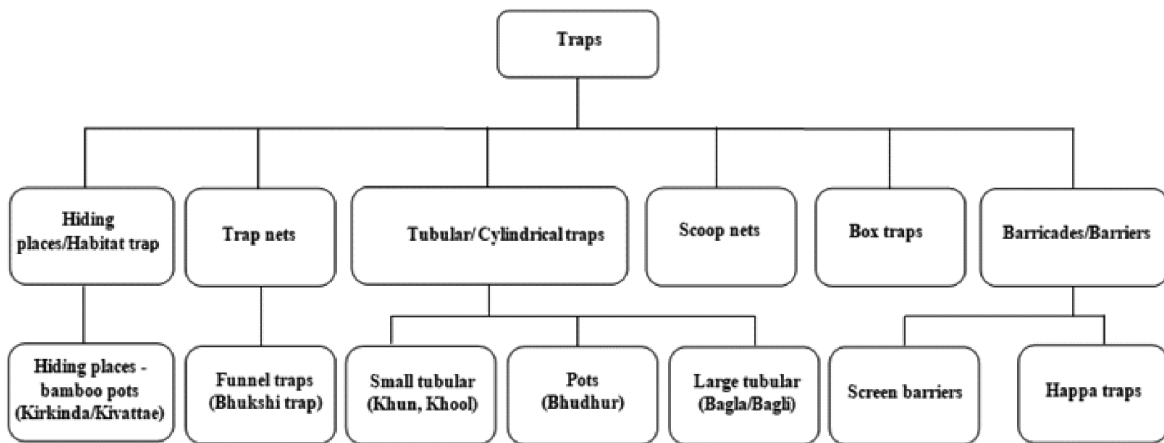 Traps
Hiding
places/Habitat trap
Trap nets
Tubular/ Cylindrical traps
Scoop nets
Box traps
Barricades/Barriers
Hiding places -
bamboo pots
(Kirkinda/Kivattae)
Funnel traps
(Bhukshi trap)
Small tubular
(Khun, Khool)
Pots
(Bhudhur)
Large tubular
(Bagla/Bagli)
Screen barriers
Happa traps